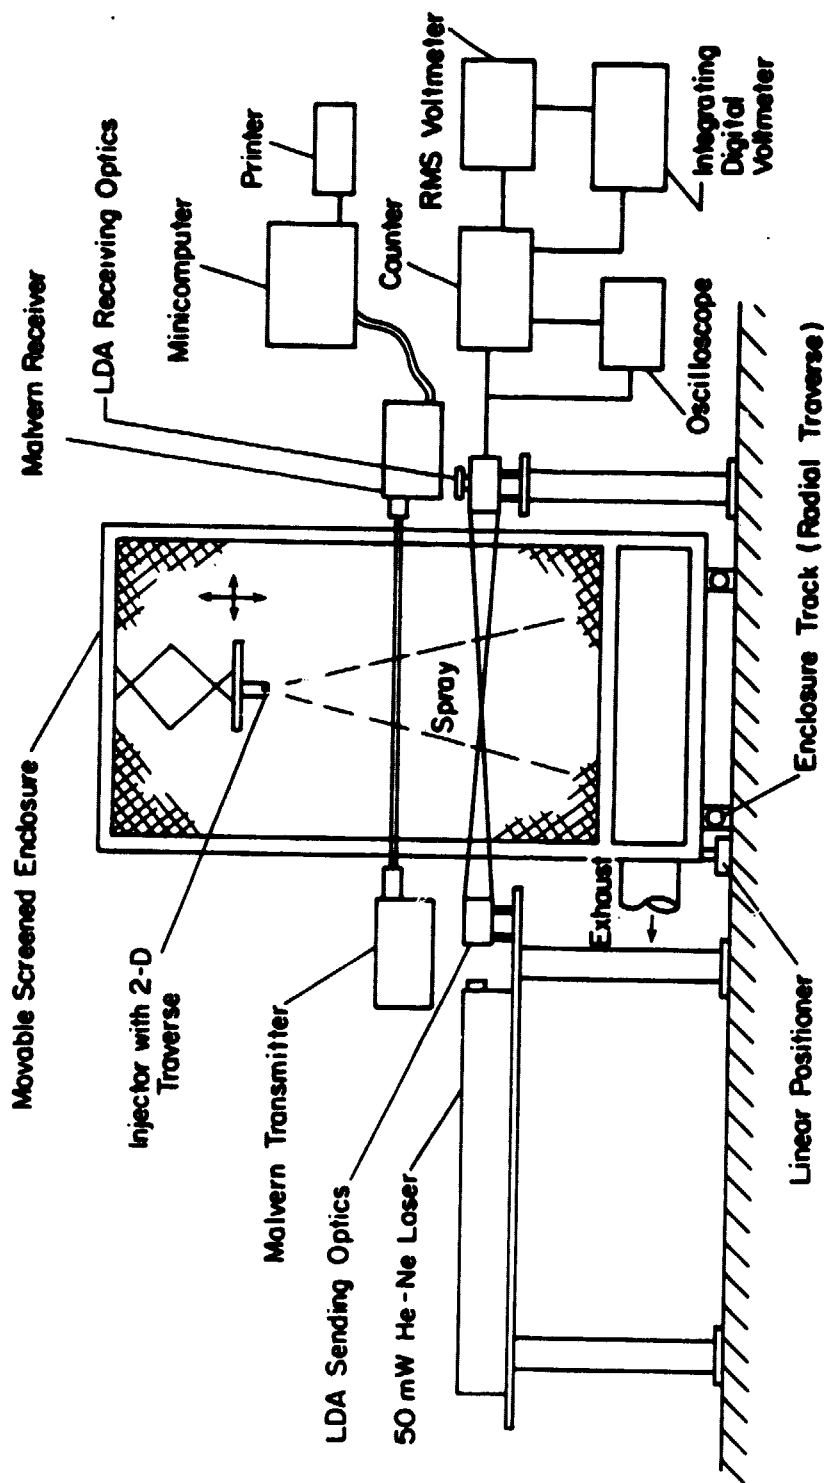 Movable Screened Enclosure
Injector with 2-D
Traverse
Malvern Transmitter
LDA Sending Optics
50 mW He-Ne Laser
Malvern Receiver
LDA Receiving Optics
Minicomputer
Printer
Counter
RMS Voltmeter
Spray
Exhaust
Oscilloscope
Integrating
Digital
Voltmeter
Linear Positioner
Enclosure Track (Radial Traverse)